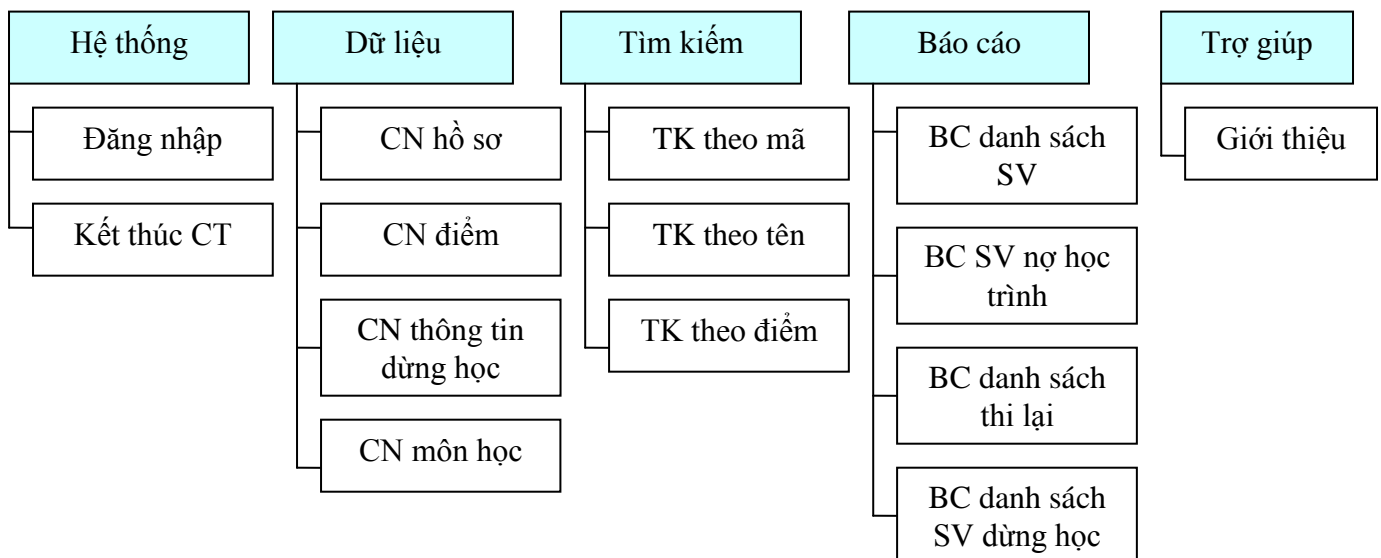 Hệ thống
Đăng nhập
Kết thúc CT
Dữ liệu
CN hồ sơ
CN điểm
CN thông tin
dừng học
CN môn học
Tìm kiếm
TK theo mã
TK theo tên
TK theo điểm
Báo cáo
BC danh sách
SV
BC SV nợ học
trình
BC danh sách
thi lại
BC danh sách
SV dừng học
Trợ giúp
Giới thiệu